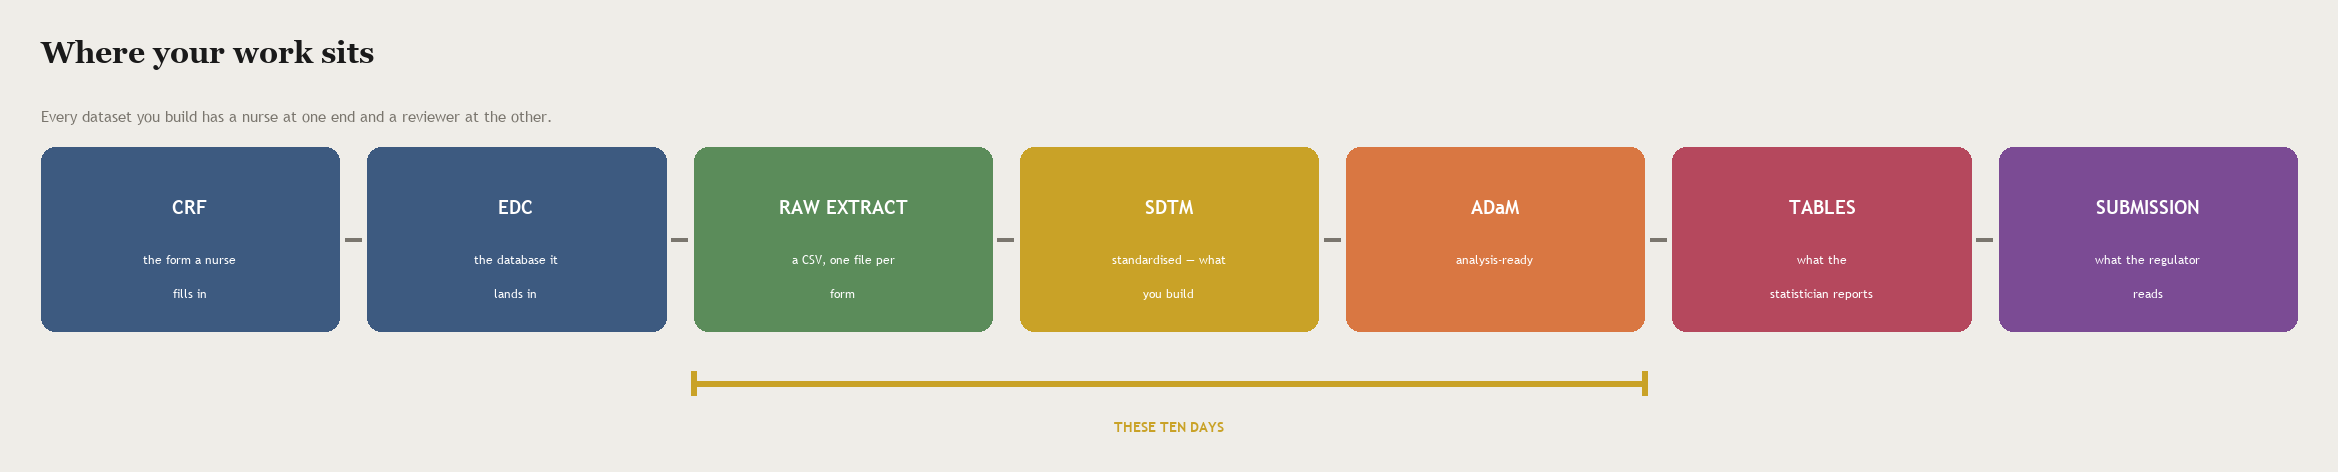 Where your work sits
Every dataset you build has a nurse at one end and a reviewer at the other.
CRF
the form a nurse
fills in
EDC
the database it
lands in
RAW EXTRACT
a CSV, one file per
form
SDTM
standardised — what
you build
ADaM
analysis-ready
TABLES
what the
statistician reports
SUBMISSION
what the regulator
reads
THESE TEN DAYS